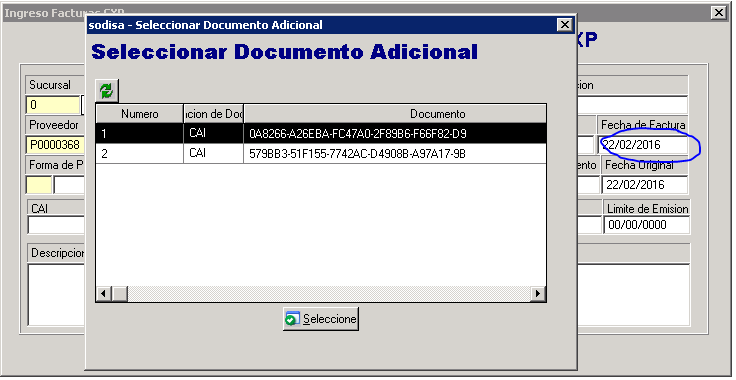 Ingreso Facturas CXP
sodisa - Seleccionar Documento Adicional
Seleccionar Documento Adicional
XP
Sucursal
cion
0
Numero
cion de Doc
Documento
Proveedor
Fecha de Factura
1 CAI 0A8266-A26EBA-FC47A0-2F89B6-F66F82-D9
P0000368
22/02/2016
2 CAI 579BB3-51F155-7742AC-D4908B-A97A17-9B
Forma de P
ento
Fecha Original
22/02/2016
CAI
Limite de Emision
00/00/0000
Descripcion
Seleccione